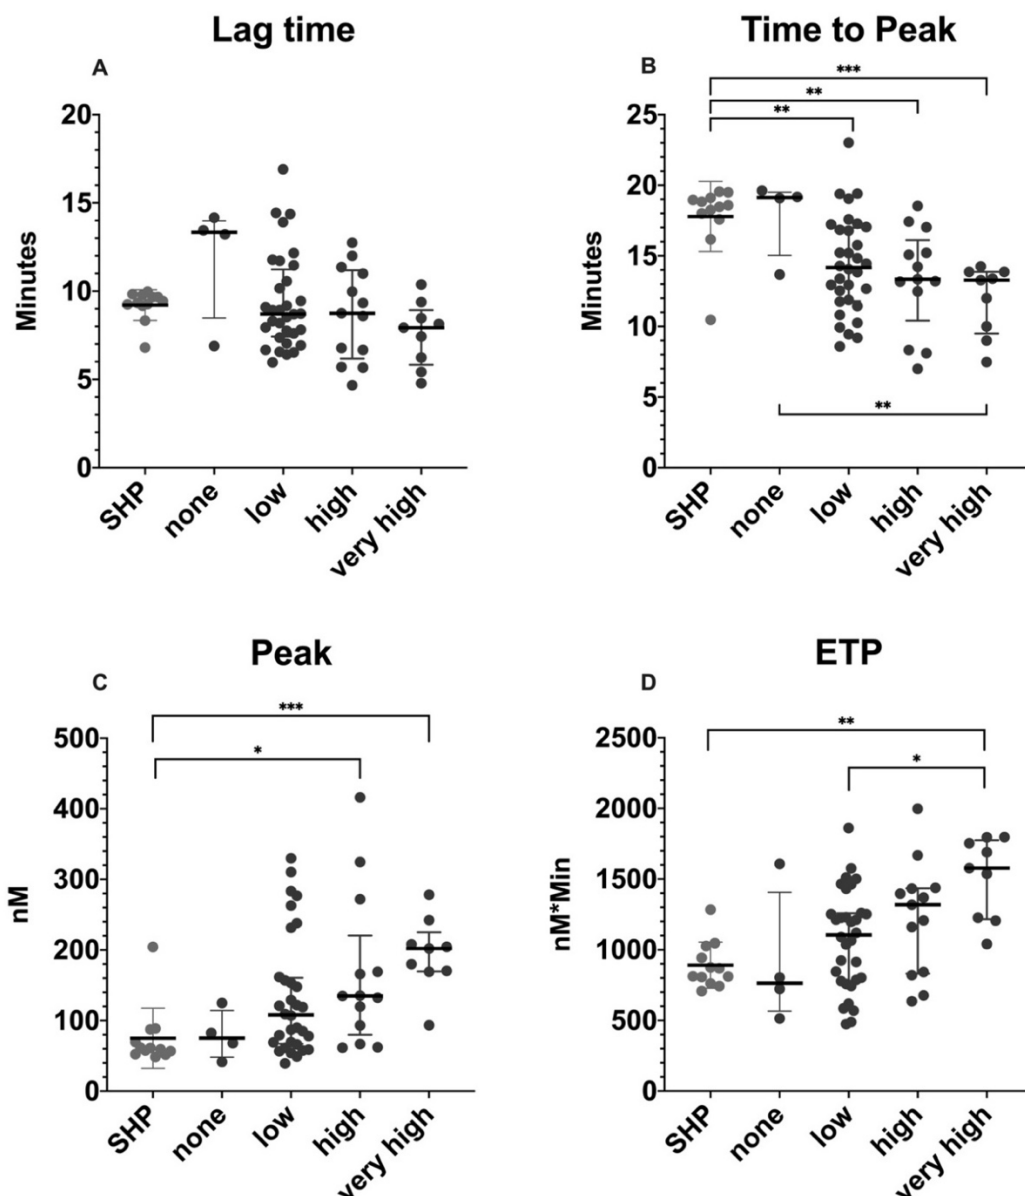 Lag time
A
20
15
10
5
0
Minutes
SHP
none
low
high
very high
Time to Peak
B
***
**
**
25
20
15
10
5
0
Minutes
**
SHP
none
low
high
very high
Peak
C
***
*
500
400
300
200
100
0
nM
SHP
none
low
high
very high
ETP
D
**
*
2500
2000
1500
1000
500
0
nM*Min
SHP
none
low
high
very high